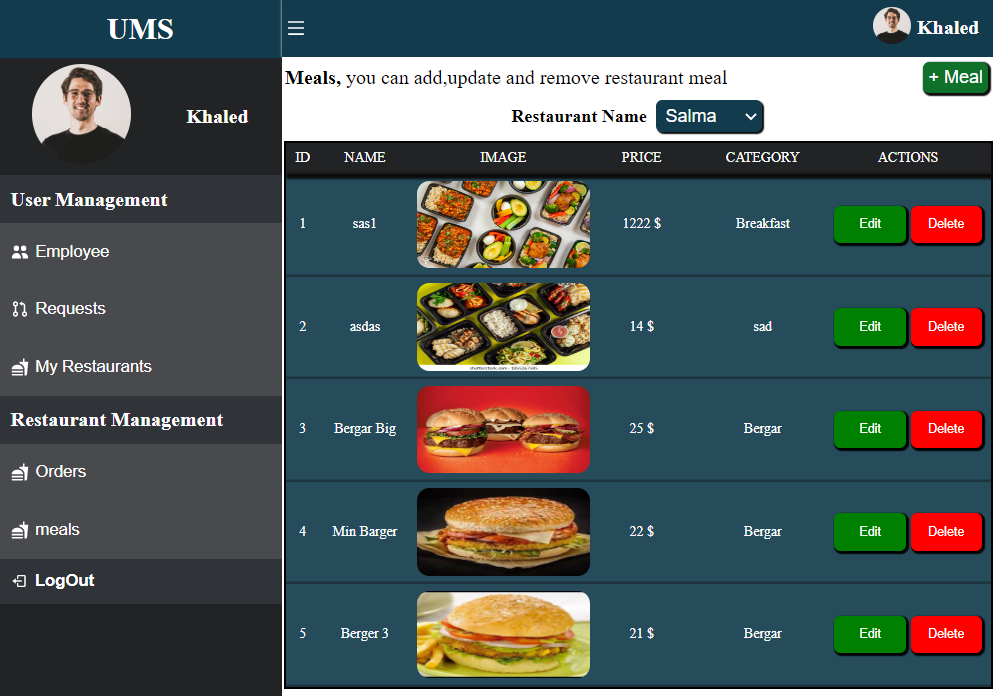 UMS
Khaled
Khaled
User Management
Employee
Requests
My Restaurants
Restaurant Management
Orders
meals
LogOut
Meals, you can add,update and remove restaurant meal
+ Meal
Restaurant Name Salma
ID NAME IMAGE PRICE CATEGORY ACTIONS
1 sas1 1222 $ Breakfast Edit Delete
2 asdas 14 $ sad Edit Delete
3 Bergar Big 25 $ Bergar Edit Delete
4 Min Barger 22 $ Bergar Edit Delete
5 Berger 3 21 $ Bergar Edit Delete